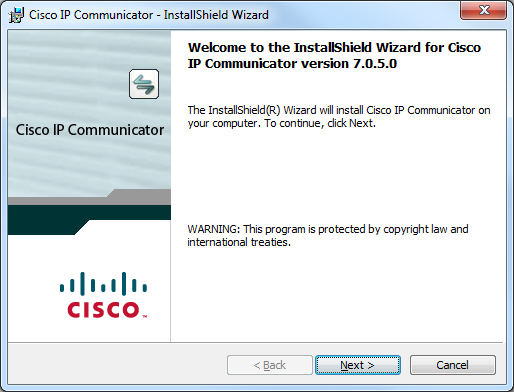 Cisco IP Communicator - InstallShield Wizard
Welcome to the InstallShield Wizard for Cisco
IP Communicator version 7.0.5.0
The InstallShield(R) Wizard will install Cisco IP Communicator on
your computer. To continue, click Next.
Cisco IP Communicator
WARNING: This program is protected by copyright law and
international treaties.
CISCO™
< Back
Next >
Cancel